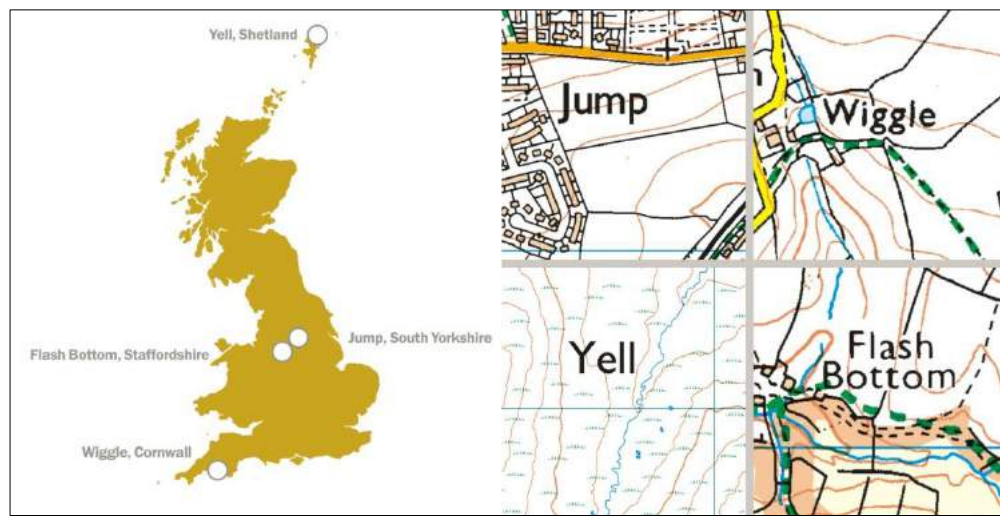 Yell, Shetland
Jump, South Yorkshire
Flash Bottom, Staffordshire
Wiggle, Cornwall
Jump
Wiggle
Yell
Flash
Bottom